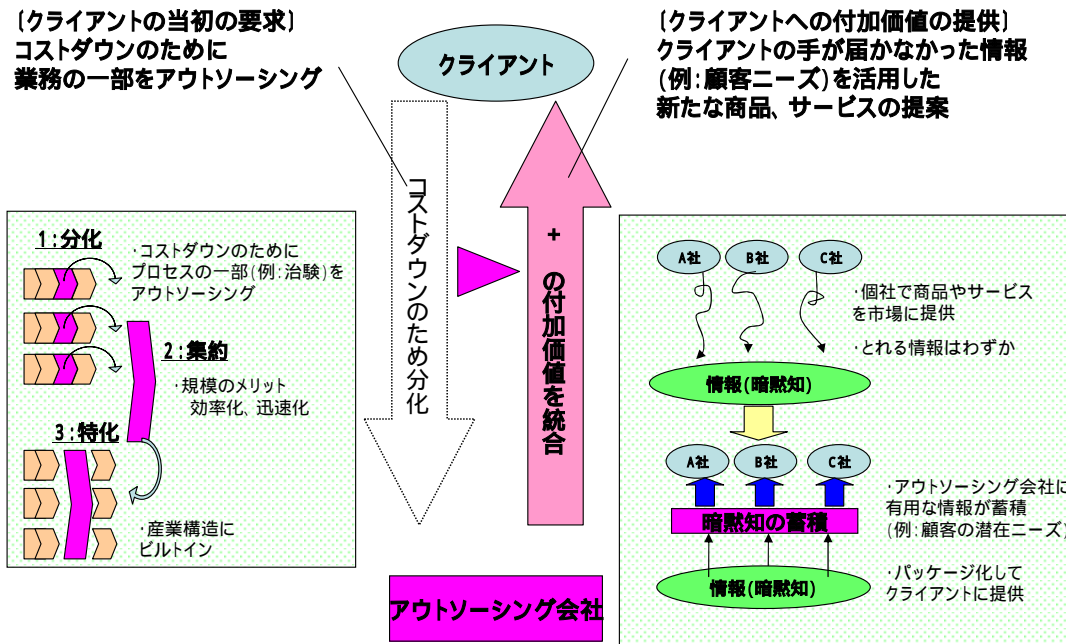 〔クライアントの当初の要求〕
コストダウンのために
業務の一部をアウトソーシング
クライアント
〔クライアントへの付加価値の提供〕
クライアントの手が届かなかった情報
(例:顧客ニーズ)を活用した
新たな商品、サービスの提案
コストダウンのため分化
+ の付加価値を統合
アウトソーシング会社
1:分化
・コストダウンのために
プロセスの一部(例:治験)を
アウトソーシング
2:集約
・規模のメリット
効率化、迅速化
3:特化
・産業構造に
ビルトイン
A社
B社
C社
・個社で商品やサービス
を市場に提供
・とれる情報はわずか
情報(暗黙知)
A社
B社
C社
暗黙知の蓄積
・アウトソーシング会社に
有用な情報が蓄積
(例:顧客の潜在ニーズ)
情報(暗黙知)
・パッケージ化して
クライアントに提供